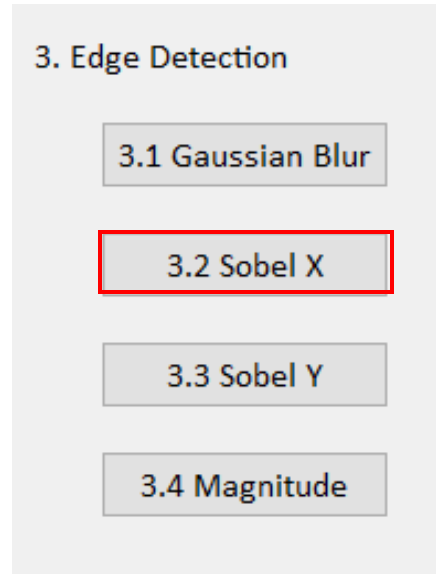 3. Edge Detection
3.1 Gaussian Blur
3.2 Sobel X
3.3 Sobel Y
3.4 Magnitude